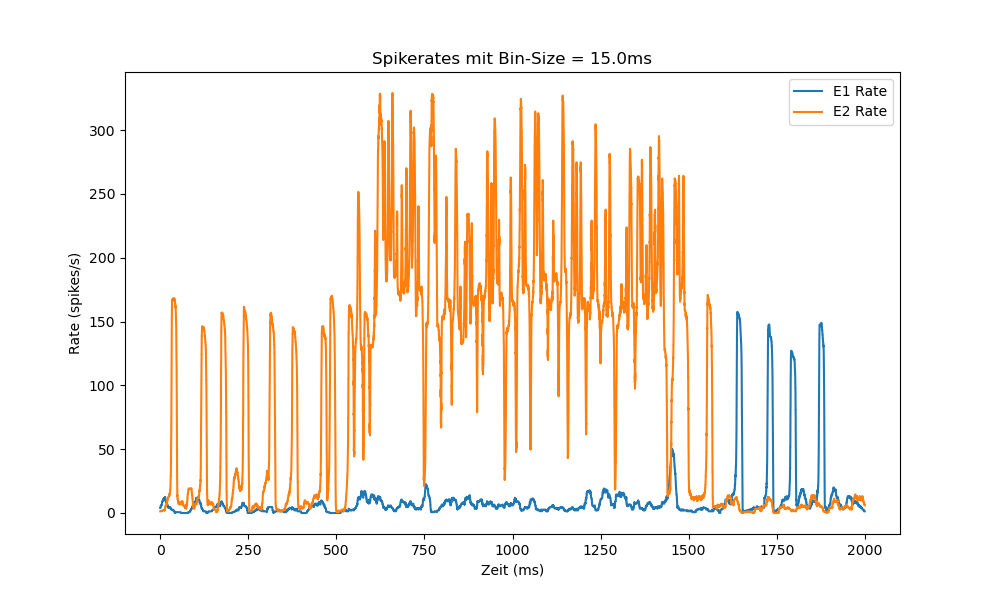 Spikerates mit Bin-Size = 15.0ms
E1 Rate
E2 Rate
Rate (spikes/s)
300
250
200
150
100
50
0
0 250 500 750 1000 1250 1500 1750 2000
Zeit (ms)